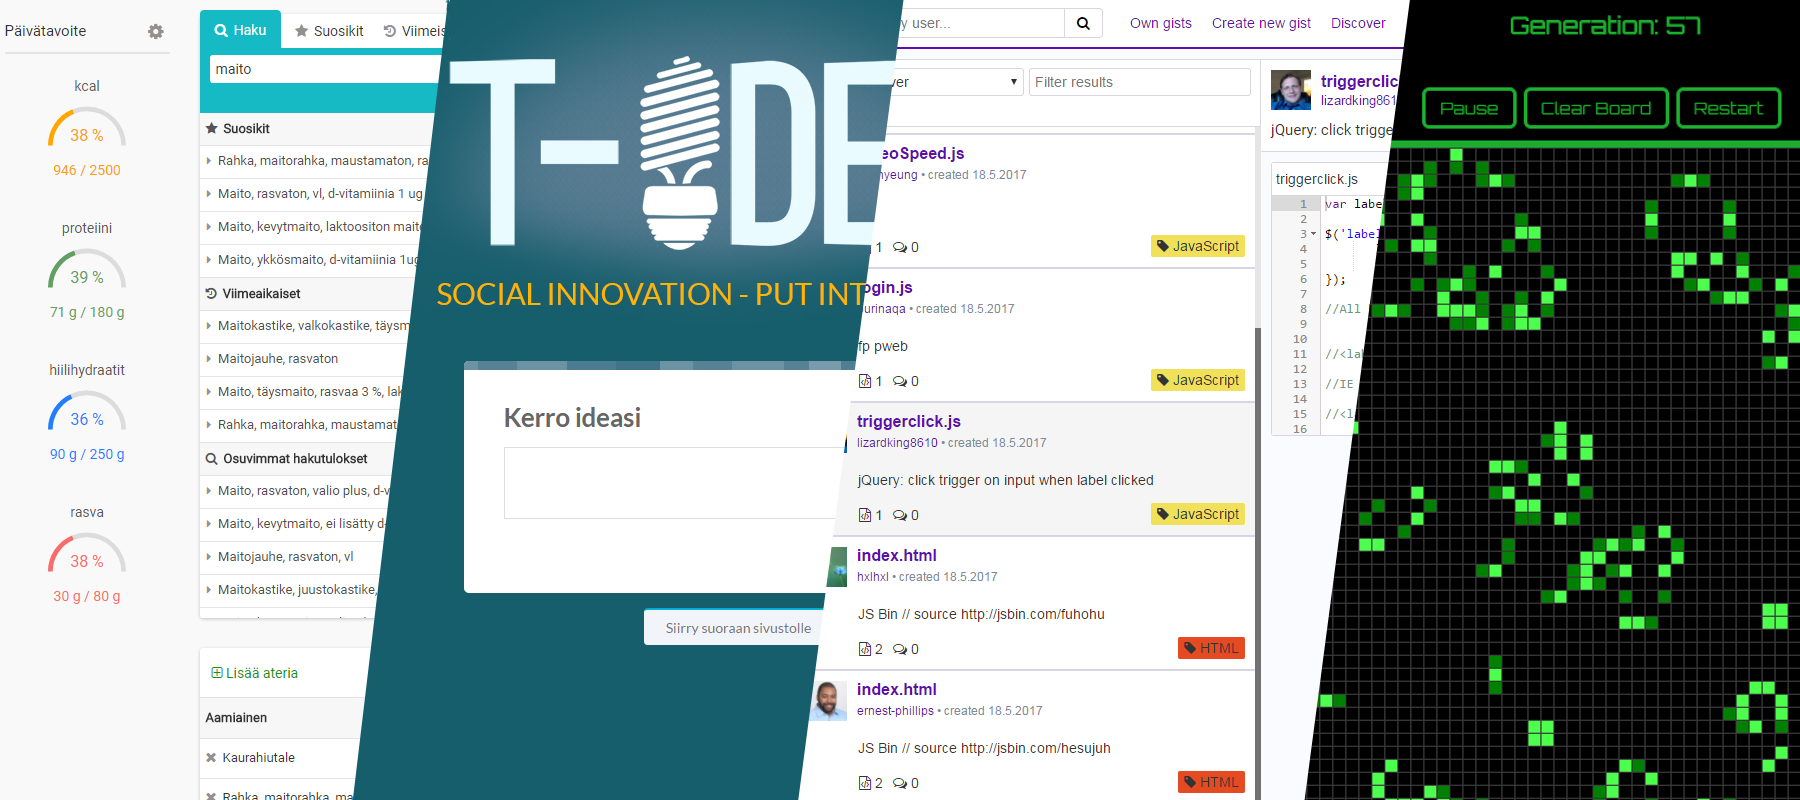 Päivätavoite
kcal
38 %
946 / 2500
proteiini
39 %
71 g / 180 g
hiilihydraatit
36 %
90 g / 250 g
rasva
38 %
30 g / 80 g
Haku
Suosikit
Viimeis
maito
Suosikit
Rahka, maitorahka, maustamaton, ra
Maito, rasvaton, vl, d-vitamiinia 1 ug
Maito, kevytmaito, laktoositon maito
Maito, ykkösmaito, d-vitamiinia 1ug
Viimeaikaiset
Maitokastike, valkokastike, täysm
Maitojauhe, rasvaton
Maito, täysmaito, rasvaa 3 %, lak
Rahka, maitorahka, maustamat
Osuvimmat hakutulokset
Maito, rasvaton, valio plus, d-v
Maito, kevytmaito, ei lisätty d-
Maitojauhe, rasvaton, vl
Maitokastike, juustokastike,
Lisää ateria
Aamiainen
Kaurahiutale
Rahka, maitorahka, ma
T-IDE
SOCIAL INNOVATION - PUT INT
Kerro ideasi
Siirry suoraan sivustolle
y user...
Own gists
Create new gist
Discover
ver
Filter results
eoSpeed.js
nyeung • created 18.5.2017
1 0
JavaScript
ogin.js
urinaqa • created 18.5.2017
fp pweb
1 0
JavaScript
triggerclick.js
lizardking8610 • created 18.5.2017
jQuery: click trigger on input when label clicked
1 0
JavaScript
index.html
hxlhxl • created 18.5.2017
JS Bin // source http://jsbin.com/fuhohu
2 0
HTML
index.html
ernest-phillips • created 18.5.2017
JS Bin // source http://jsbin.com/hesujuh
2 0
HTML
triggerclic
lizardking861
jQuery: click trigge
triggerclick.js
1 var labe
2
3 $('label
4
5
6 });
7
8 //All
9
10
11 //<lab
12
13 //IE
14
15 //<l
16
Generation: 57
Pause
Clear Board
Restart